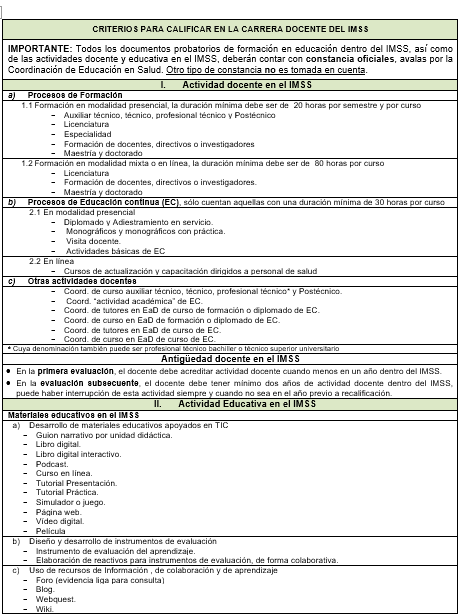 CRITERIOS PARA CALIFICAR EN LA CARRERA DOCENTE DEL IMSS
IMPORTANTE: Todos los documentos probatorios de formación en educación dentro del IMSS, así como
de las actividades docente y educativa en el IMSS, deberán contar con constancia oficiales, avalas por la
Coordinación de Educación en Salud. Otro tipo de constancia no es tomada en cuenta.
I. Actividad docente en el IMSS
a) Procesos de Formación
1.1 Formación en modalidad presencial, la duración mínima debe ser de 20 horas por semestre y por curso
– Auxiliar técnico, técnico, profesional técnico y Postécnico
– Licenciatura
– Especialidad
– Formación de docentes, directivos o investigadores
– Maestría y doctorado
1.2 Formación en modalidad mixta o en línea, la duración mínima debe ser de 80 horas por curso
– Licenciatura
– Formación de docentes, directivos e investigadores.
– Maestría y doctorado
b) Procesos de Educación continua (EC), sólo cuentan aquellas con una duración mínima de 30 horas por curso
2.1 En modalidad presencial
– Diplomado y Adiestramiento en servicio.
– Monográficos y monográficos con práctica.
– Visita docente.
– Actividades básicas de EC
2.2 En línea
– Cursos de actualización y capacitación dirigidos a personal de salud
c) Otras actividades docentes
– Coord. de curso auxiliar técnico, técnico, profesional técnico* y Postécnico.
– Coord. "actividad académica" de EC.
– Coord. de tutores en EaD de curso de formación o diplomado de EC.
– Coord. de curso en EaD de formación o diplomado de EC.
– Coord. de tutores en EaD de curso de EC.
– Coord. de curso en EaD de curso de EC.
* Cuya denominación también puede ser profesional técnico bachiller o técnico superior universitario
Antigüedad docente en el IMSS
• En la primera evaluación, el docente debe acreditar actividad docente cuando menos en un año dentro del IMSS.
• En la evaluación subsecuente, el docente debe tener mínimo dos años de actividad docente dentro del IMSS,
puede haber interrupción de esta actividad siempre y cuando no sea en el año previo a recalificación.
II. Actividad Educativa en el IMSS
Materiales educativos en el IMSS
a) Desarrollo de materiales educativos apoyados en TIC
– Guion narrativo por unidad didáctica.
– Libro digital.
– Libro digital interactivo.
– Podcast.
– Curso en línea.
– Tutorial Presentación.
– Tutorial Práctica.
– Simulador o juego.
– Página web.
– Vídeo digital.
– Película
b) Diseño y desarrollo de instrumentos de evaluación
– Instrumento de evaluación del aprendizaje.
– Elaboración de reactivos para instrumentos de evaluación, de forma colaborativa.
c) Uso de recursos de Información , de colaboración y de aprendizaje
– Foro (evidencia liga para consulta)
– Blog.
– Webquest.
– Wiki.